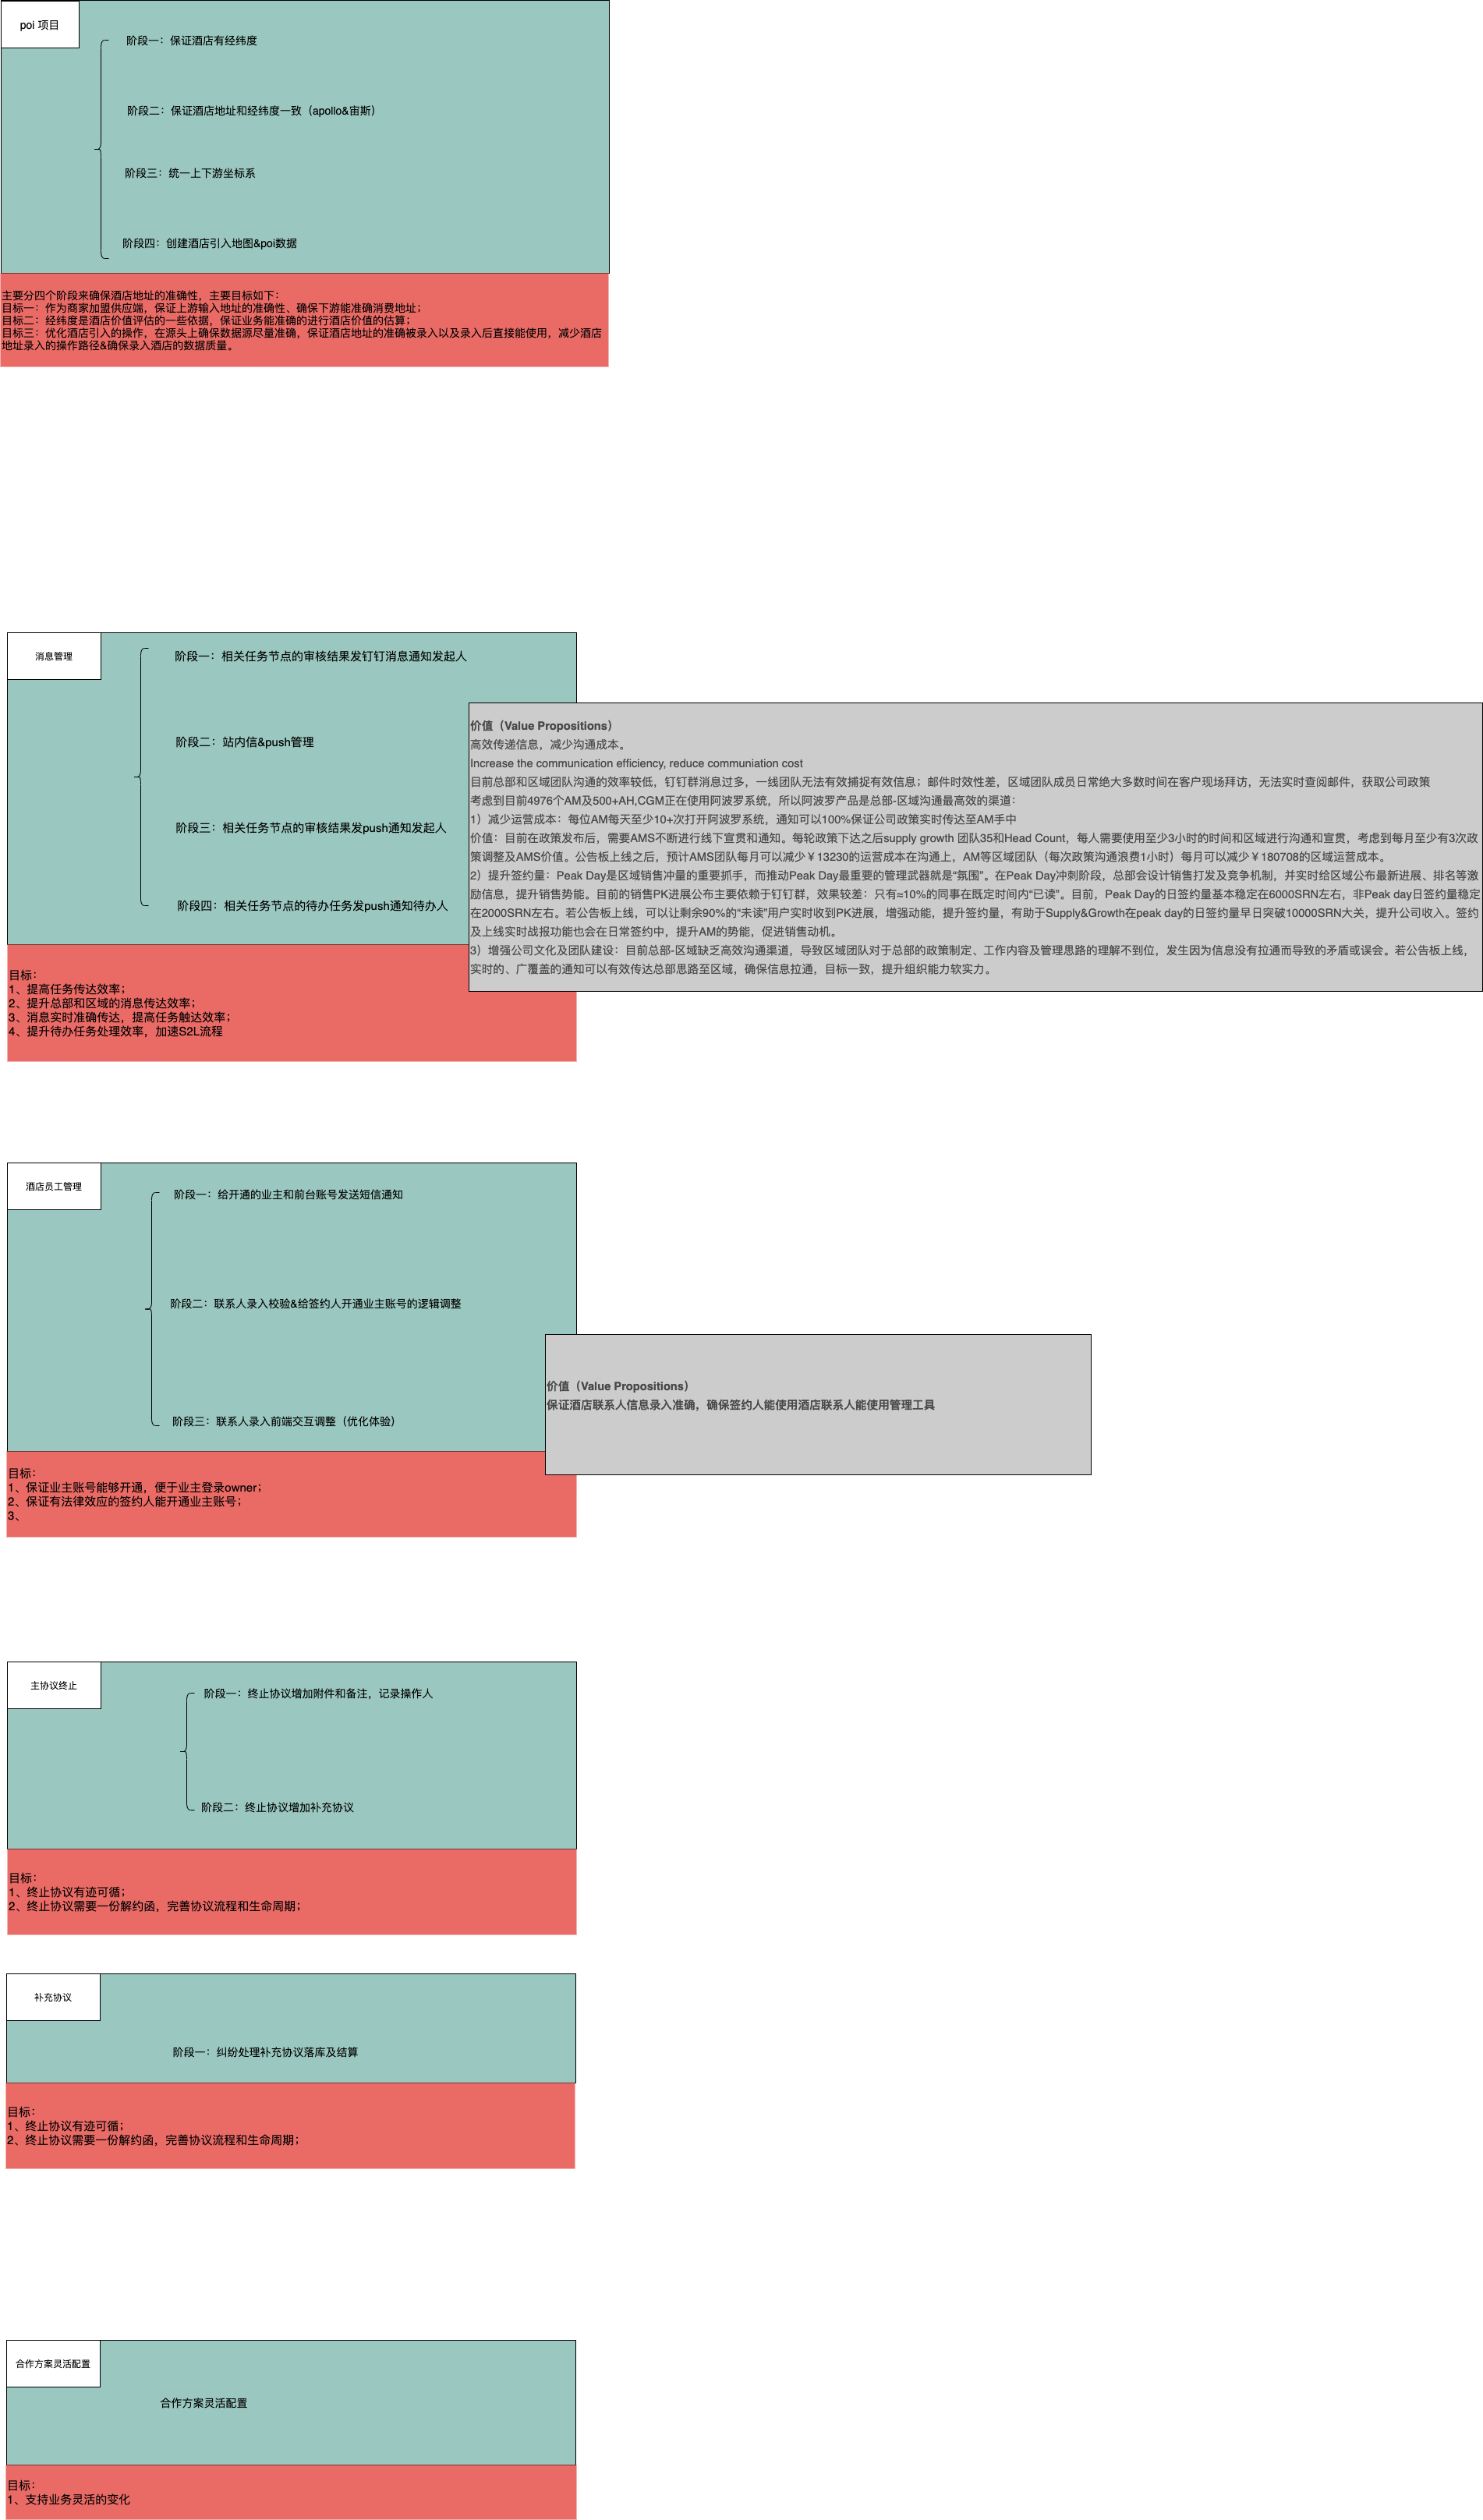 poi 项目
阶段一：保证酒店有经纬度
阶段二：保证酒店地址和经纬度一致（apollo&宙斯）
阶段三：统一上下游坐标系
阶段四：创建酒店引入地图&poi数据
主要分四个阶段来确保酒店地址的准确性，主要目标如下：
目标一：作为商家加盟供应端，保证上游输入地址的准确性、确保下游能准确消费地址；
目标二：经纬度是酒店价值评估的一些依据，保证业务能准确的进行酒店价值的估算；
目标三：优化酒店引入的操作，在源头上确保数据源尽量准确，保证酒店地址的准确被录入以及录入后直接能使用，减少酒店
地址录入的操作路径&确保录入酒店的数据质量。
消息管理
阶段一：相关任务节点的审核结果发钉钉消息通知发起人
阶段二：站内信&push管理
阶段三：相关任务节点的审核结果发push通知发起人
阶段四：相关任务节点的待办任务发push通知待办人
价值（Value Propositions）
高效传递信息，减少沟通成本。
Increase the communication efficiency, reduce communiation cost
目前总部和区域团队沟通的效率较低，钉钉群消息过多，一线团队无法有效捕捉有效信息；邮件时效性差，区域团队成员日常绝大多数时间在客户现场拜访，无法实时查阅邮件，获取公司政策
考虑到目前4976个AM及500+AH,CGM正在使用阿波罗系统，所以阿波罗产品是总部-区域沟通最高效的渠道：
1）减少运营成本：每位AM每天至少10+次打开阿波罗系统，通知可以100%保证公司政策实时传达至AM手中
价值：目前在政策发布后，需要AMS不断进行线下宣贯和通知。每轮政策下达之后supply growth 团队35和Head Count，每人需要使用至少3小时的时间和区域进行沟通和宣贯，考虑到每月至少有3次政
策调整及AMS价值。公告板上线之后，预计AMS团队每月可以减少￥13230的运营成本在沟通上，AM等区域团队（每次政策沟通浪费1小时）每月可以减少￥180708的区域运营成本。
2）提升签约量：Peak Day是区域销售冲量的重要抓手，而推动Peak Day最重要的管理武器就是“氛围”。在Peak Day冲刺阶段，总部会设计销售打发及竞争机制，并实时给区域公布最新进展、排名等激
励信息，提升销售势能。目前的销售PK进展公布主要依赖于钉钉群，效果较差：只有≈10%的同事在既定时间内“已读”。目前，Peak Day的日签约量基本稳定在6000SRN左右，非Peak day日签约量稳定
在2000SRN左右。若公告板上线，可以让剩余90%的“未读”用户实时收到PK进展，增强动能，提升签约量，有助于Supply&Growth在peak day的日签约量早日突破10000SRN大关，提升公司收入。签约
及上线实时战报功能也会在日常签约中，提升AM的势能，促进销售动机。
3）增强公司文化及团队建设：目前总部-区域缺乏高效沟通渠道，导致区域团队对于总部的政策制定、工作内容及管理思路的理解不到位，发生因为信息没有拉通而导致的矛盾或误会。若公告板上线，
实时的、广覆盖的通知可以有效传达总部思路至区域，确保信息拉通，目标一致，提升组织能力软实力。
目标：
1、提高任务传达效率；
2、提升总部和区域的消息传达效率；
3、消息实时准确传达，提高任务触达效率；
4、提升待办任务处理效率，加速S2L流程
酒店员工管理
阶段一：给开通的业主和前台账号发送短信通知
阶段二：联系人录入校验&给签约人开通业主账号的逻辑调整
阶段三：联系人录入前端交互调整（优化体验）
价值（Value Propositions）
保证酒店联系人信息录入准确，确保签约人能使用酒店联系人能使用管理工具
目标：
1、保证业主账号能够开通，便于业主登录owner；
2、保证有法律效应的签约人能开通业主账号；
3、
主协议终止
阶段一：终止协议增加附件和备注，记录操作人
阶段二：终止协议增加补充协议
目标：
1、终止协议有迹可循；
2、终止协议需要一份解约函，完善协议流程和生命周期；
补充协议
阶段一：纠纷处理补充协议落库及结算
目标：
1、终止协议有迹可循；
2、终止协议需要一份解约函，完善协议流程和生命周期；
合作方案灵活配置
合作方案灵活配置
目标：
1、支持业务灵活的变化